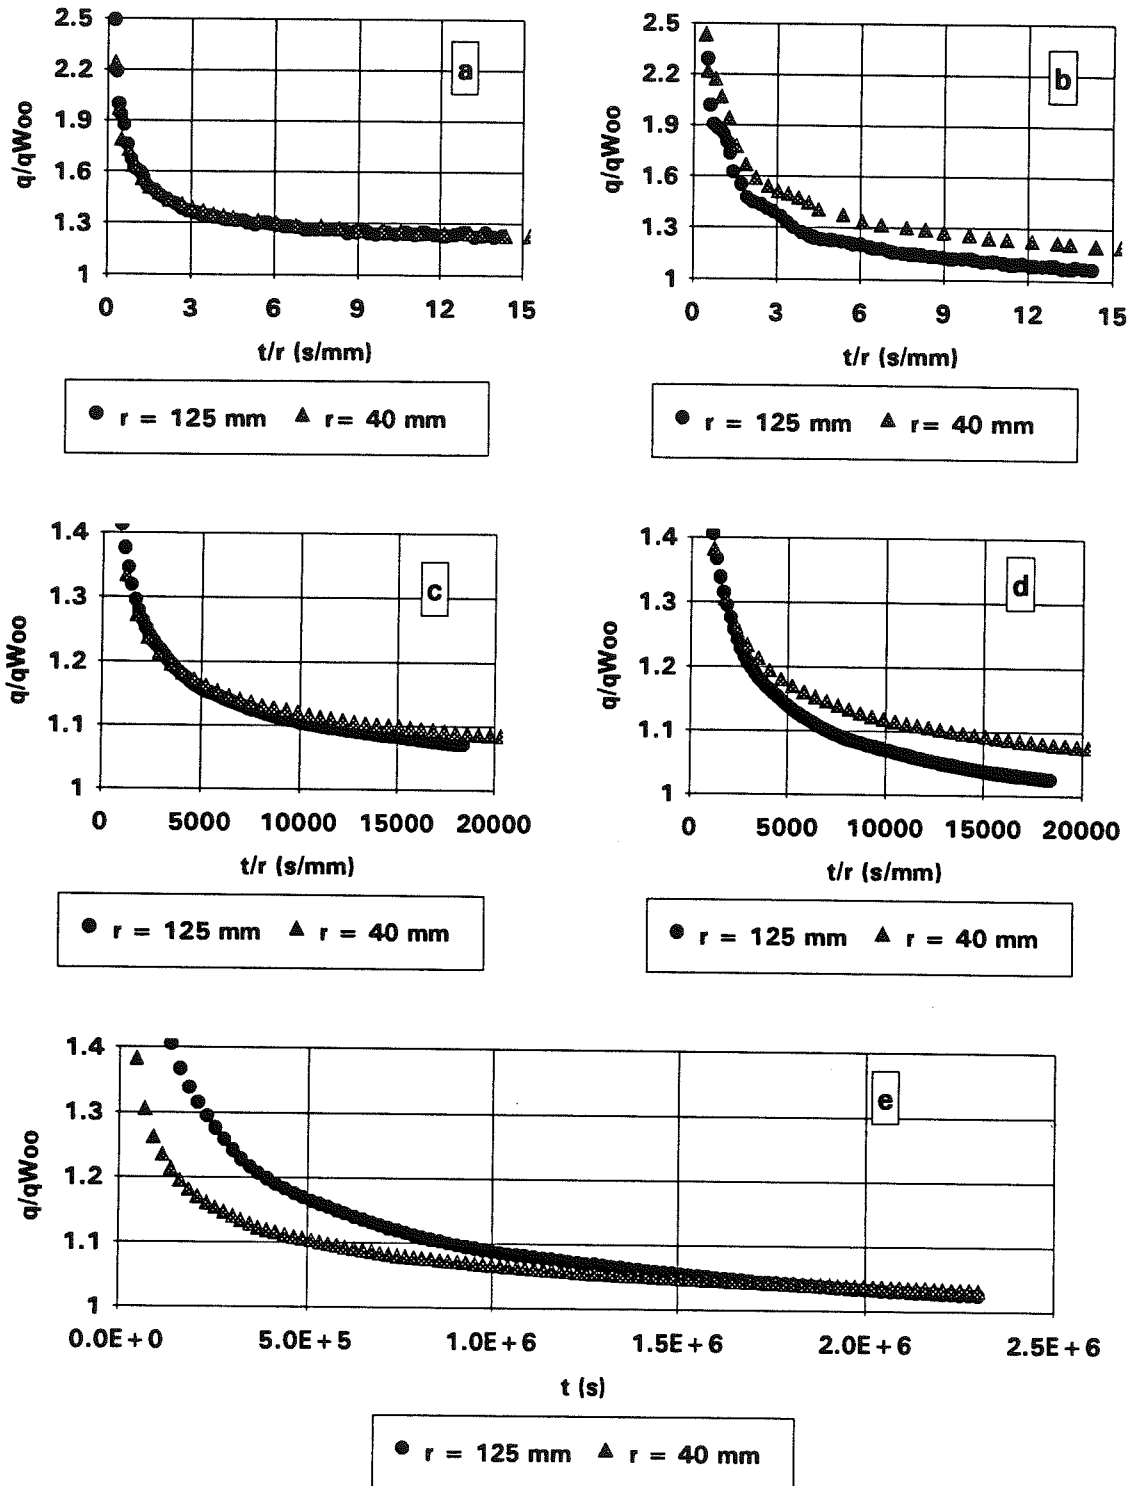 2.5
2.2
1.9
1.6
1.3
1
q/qWoo
a
0 3 6 9 12 15
t/r (s/mm)
r = 125 mm r= 40 mm
2.5
2.2
1.9
1.6
1.3
1
q/qWoo
b
0 3 6 9 12 15
t/r (s/mm)
r = 125 mm r= 40 mm
1.4
1.3
1.2
1.1
1
q/qWoo
c
0 5000 10000 15000 20000
t/r (s/mm)
r = 125 mm r = 40 mm
1.4
1.3
1.2
1.1
1
q/qWoo
d
0 5000 10000 15000 20000
t/r (s/mm)
r = 125 mm r = 40 mm
1.4
1.3
1.2
1.1
1
q/qWoo
e
0.0E+0 5.0E+5 1.0E+6 1.5E+6 2.0E+6 2.5E+6
t (s)
r = 125 mm r = 40 mm